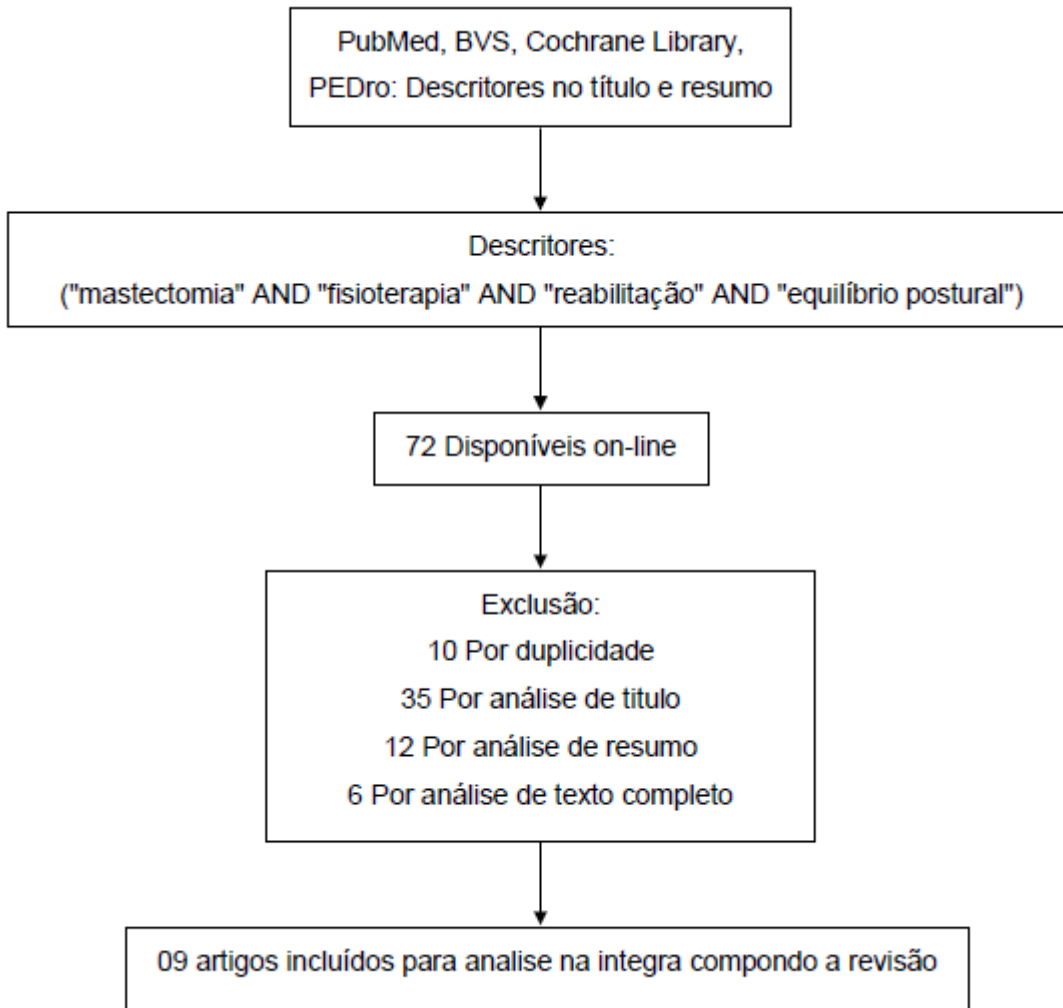 PubMed, BVS, Cochrane Library,
PEDro: Descritores no título e resumo
Descritores:
("mastectomia" AND "fisioterapia" AND "reabilitação" AND "equilíbrio postural")
72 Disponíveis on-line
Exclusão:
10 Por duplicidade
35 Por análise de titulo
12 Por análise de resumo
6 Por análise de texto completo
09 artigos incluídos para analise na integra compondo a revisão